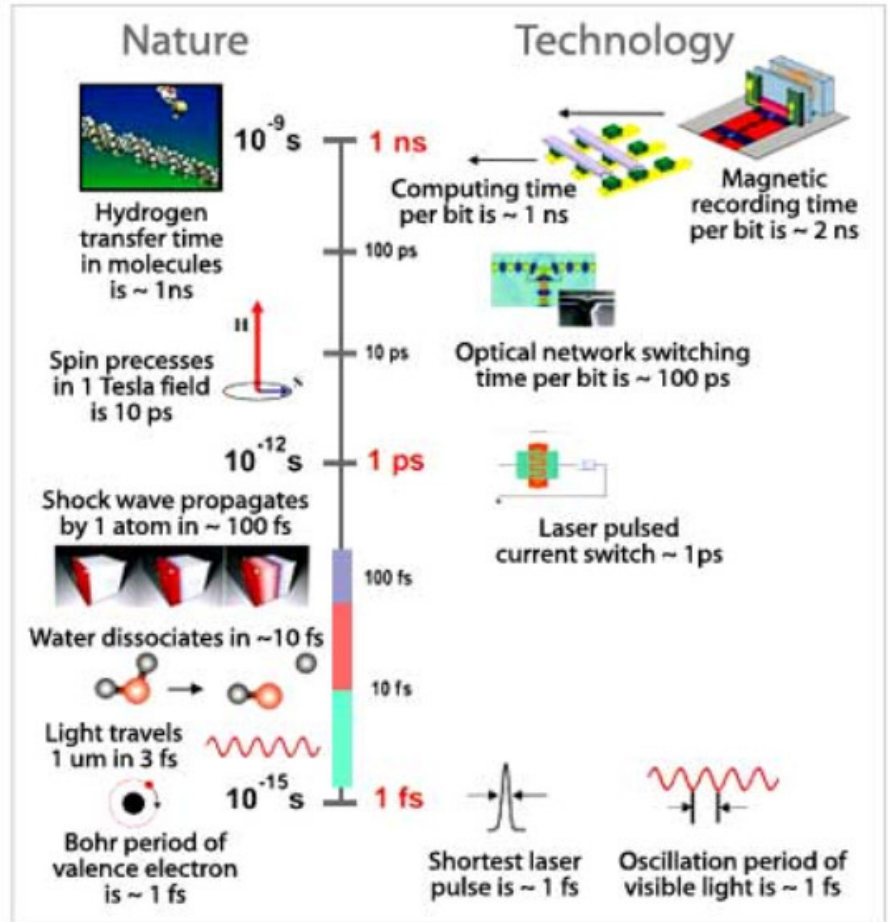 Nature
Technology
10⁻⁹s
1 ns
Hydrogen
transfer time
in molecules
is ~ 1ns
Computing time
per bit is ~ 1 ns
Magnetic
recording time
per bit is ~ 2 ns
100 ps
H
Spin precesses
in 1 Tesla field
is 10 ps
10 ps
Optical network switching
time per bit is ~ 100 ps
10⁻¹²s
1 ps
Shock wave propagates
by 1 atom in ~ 100 fs
Laser pulsed
current switch ~ 1ps
100 fs
Water dissociates in ~10 fs
10 fs
Light travels
1 um in 3 fs
10⁻¹⁵s
1 fs
Bohr period of
valence electron
is ~ 1 fs
Shortest laser
pulse is ~ 1 fs
Oscillation period of
visible light is ~ 1 fs